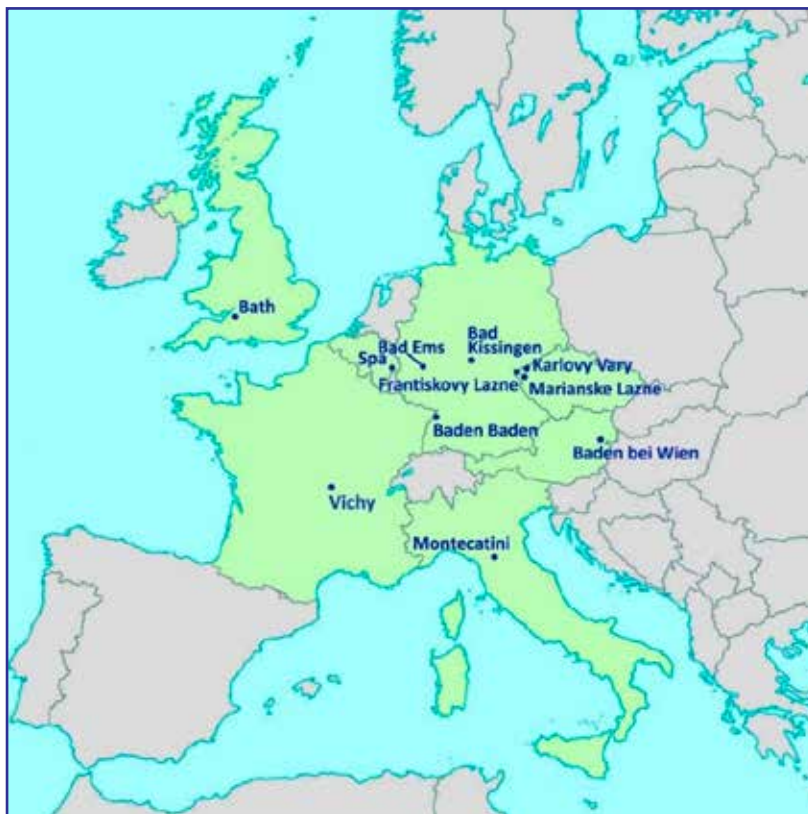 Bath
Bad
Kissingen
Bad Ems
Spa
Karlovy Vary
Frantiskovy Lazne
Marianske Lazne
Baden Baden
Baden bei Wien
Vichy
Montecatini